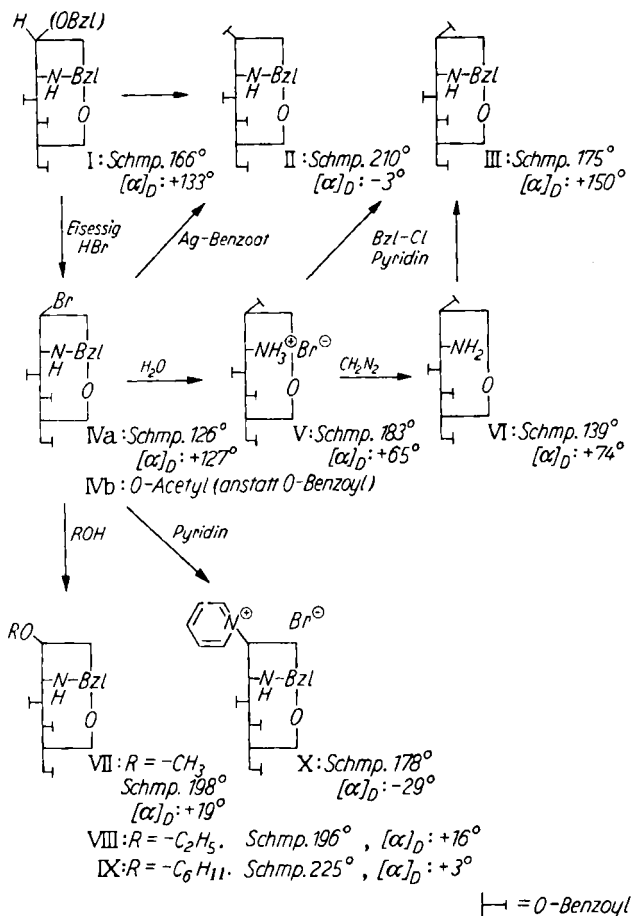 H (OBzl)
N-Bzl
H
O
N-Bzl
H
O
N-Bzl
H
O
I: Schmp. 166°
[α]D: +133°
II: Schmp. 210°
[α]D: -3°
III: Schmp. 175°
[α]D: +150°
Eisessig
HBr
Ag-Benzoat
Bzl-Cl
Pyridin
Br
N-Bzl
H
O
H2O
NH3⊕Br⊖
O
CH2N2
NH2
O
IVa: Schmp. 126°
[α]D: +127°
V: Schmp. 183°
[α]D: +65°
VI: Schmp. 139°
[α]D: +74°
IVb: O-Acetyl (anstatt O-Benzoyl)
ROH
Pyridin
RO
N-Bzl
H
O
N⊕ Br⊖
N-Bzl
H
O
VII: R = -CH3
Schmp. 198°
[α]D: +19°
X: Schmp. 178°
[α]D: -29°
VIII: R = -C2H5. Schmp. 196°, [α]D: +16°
IX: R = -C6H11. Schmp. 225°, [α]D: +3°
= O-Benzoyl